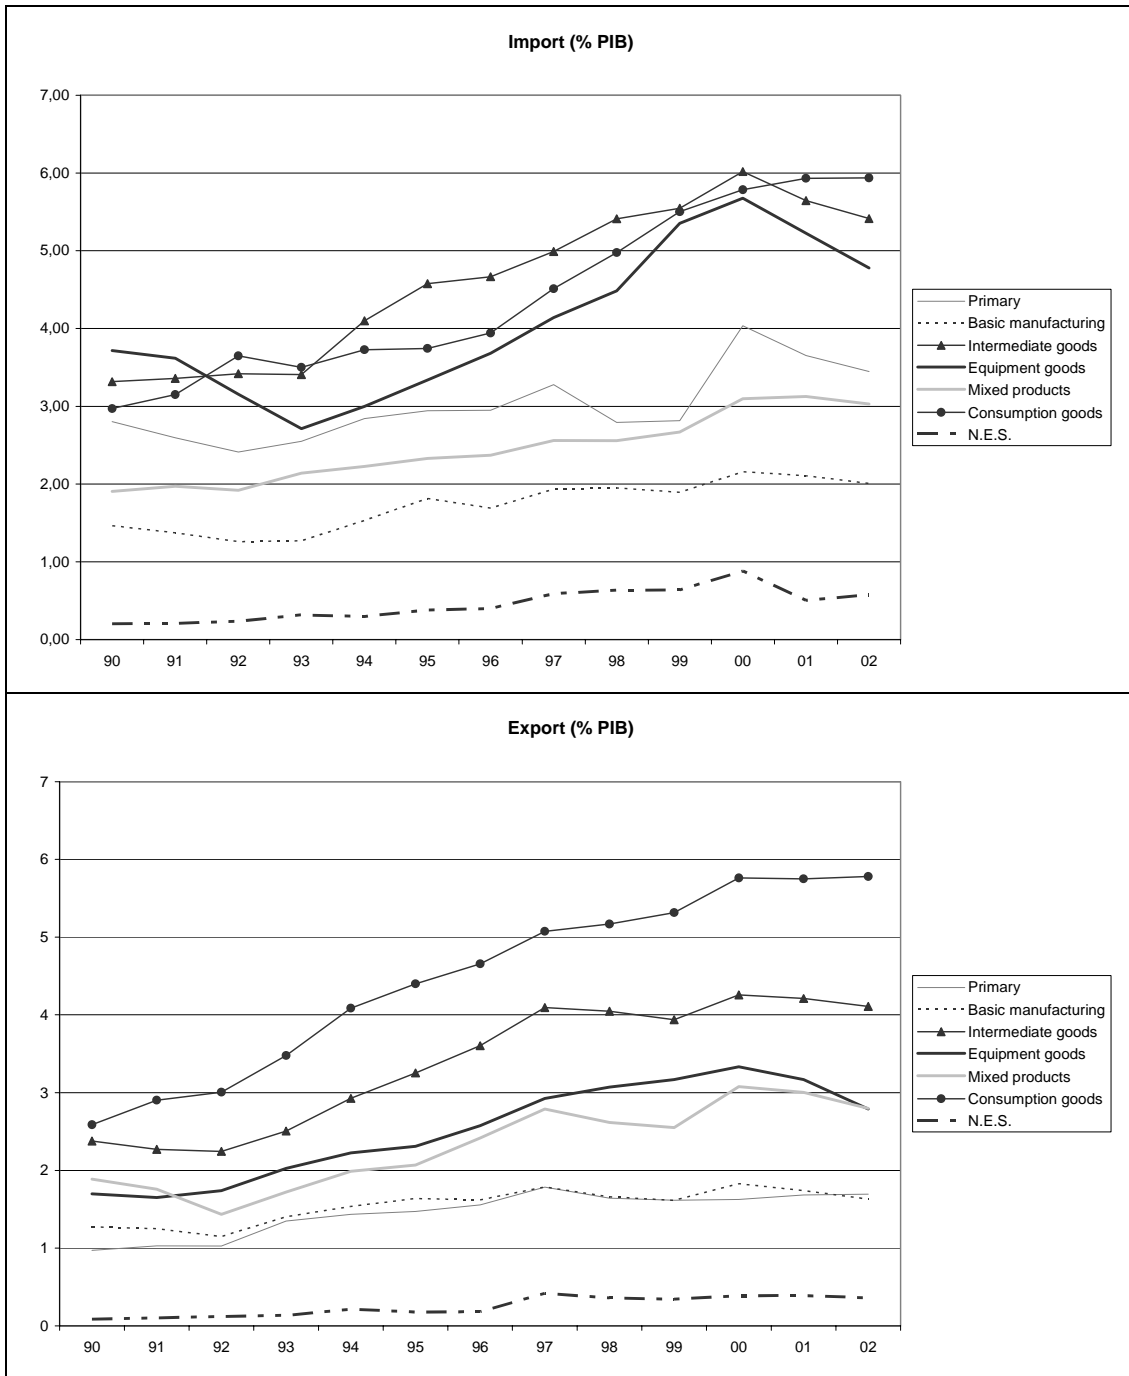 Import (% PIB)
7,00
6,00
5,00
4,00
3,00
2,00
1,00
0,00
90 91 92 93 94 95 96 97 98 99 00 01 02
Primary
Basic manufacturing
Intermediate goods
Equipment goods
Mixed products
Consumption goods
N.E.S.
Export (% PIB)
7
6
5
4
3
2
1
0
90 91 92 93 94 95 96 97 98 99 00 01 02
Primary
Basic manufacturing
Intermediate goods
Equipment goods
Mixed products
Consumption goods
N.E.S.